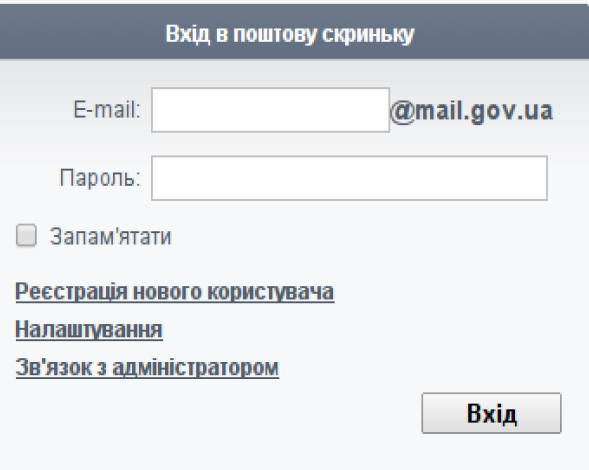 Вхід в поштову скриньку
E-mail: @mail.gov.ua
Пароль:
Запам'ятати
Реєстрація нового користувача
Налаштування
Зв'язок з адміністратором
Вхід